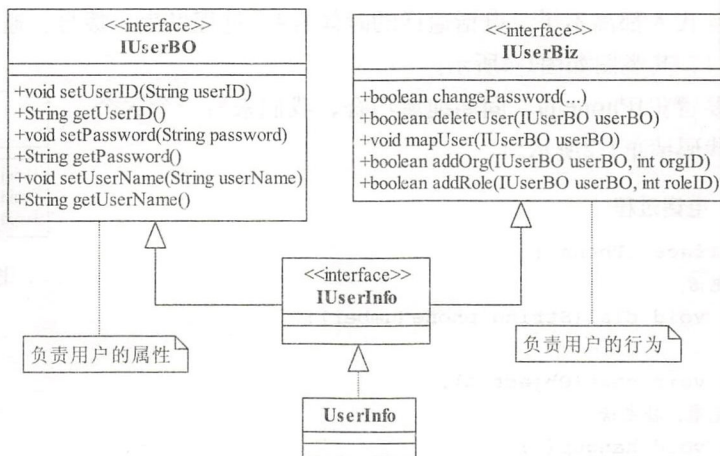 <<interface>>
IUserBO
+void setUserID(String userID)
+String getUserID()
+void setPassword(String password)
+String getPassword()
+void setUserName(String userName)
+String getUserName()
<<interface>>
IUserBiz
+boolean changePassword(...)
+boolean deleteUser(IUserBO userBO)
+void mapUser(IUserBO userBO)
+boolean addOrg(IUserBO userBO, int orgID)
+boolean addRole(IUserBO userBO, int roleID)
<<interface>>
IUserInfo
负责用户的属性
负责用户的行为
UserInfo